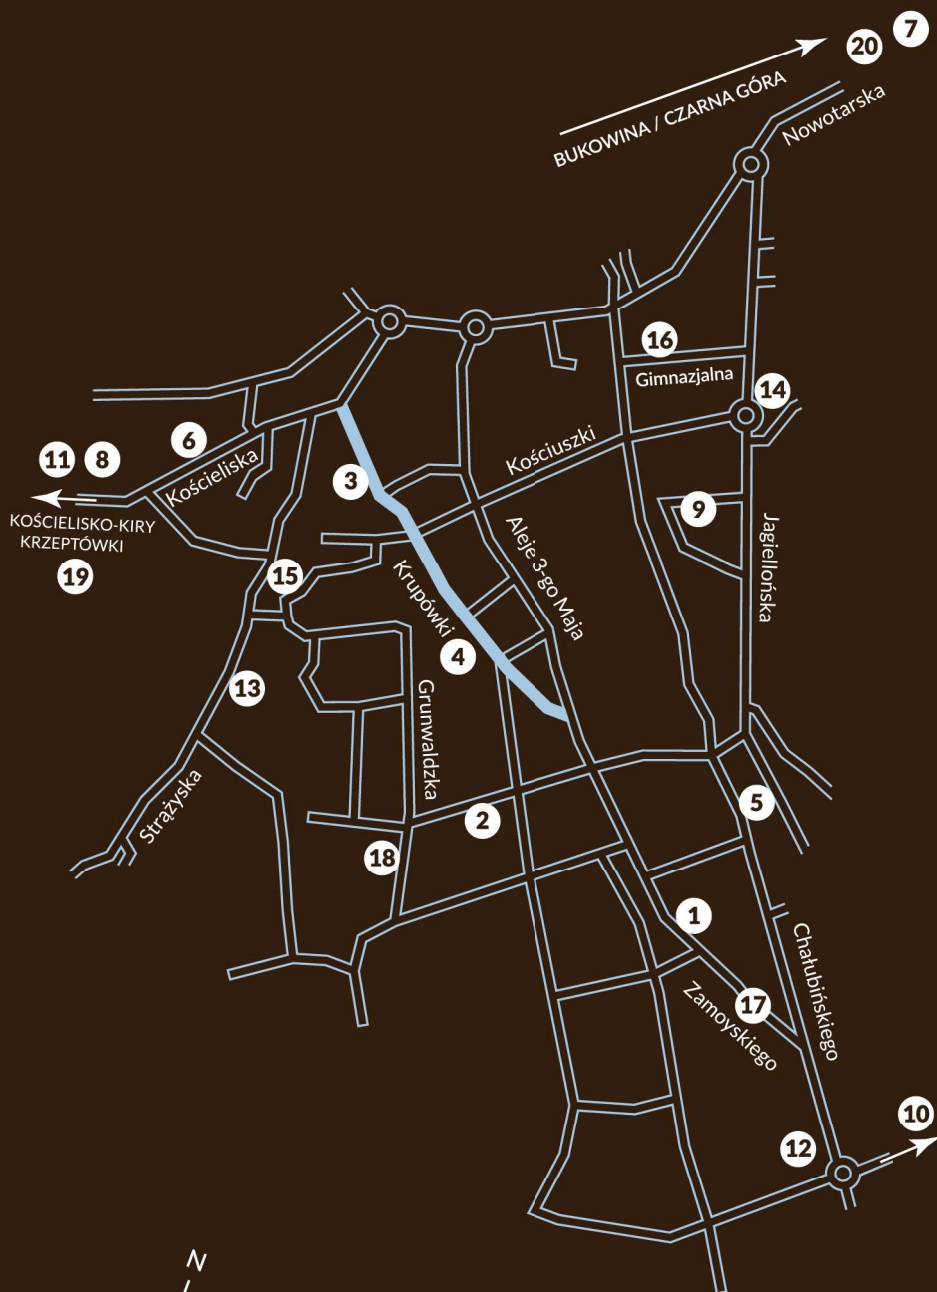 7
20
BUKOWINA / CZARNA GÓRA
Nowotarska
16
Gimnazjalna
14
6
11
8
Kościeliska
3
Kościuszki
KOŚCIELISKO-KIRY
KRZEPTÓWKI
19
9
Aleje 3-go Maja
Jagiellońska
15
Krupówki
4
13
Grunwaldzka
Strążyska
2
5
18
1
Chałubińskiego
17
Zamoyskiego
10
12
N